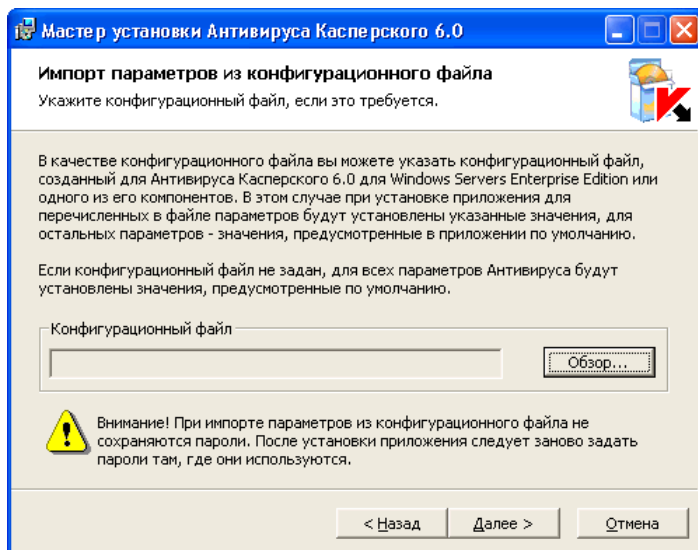 Мастер установки Антивируса Касперского 6.0
Импорт параметров из конфигурационного файла
Укажите конфигурационный файл, если это требуется.
В качестве конфигурационного файла вы можете указать конфигурационный файл,
созданный для Антивируса Касперского 6.0 для Windows Servers Enterprise Edition или
одного из его компонентов. В этом случае при установке приложения для
перечисленных в файле параметров будут установлены указанные значения, для
остальных параметров - значения, предусмотренные в приложении по умолчанию.
Если конфигурационный файл не задан, для всех параметров Антивируса будут
установлены значения, предусмотренные по умолчанию.
Конфигурационный файл
Обзор...
Внимание! При импорте параметров из конфигурационного файла не
сохраняются пароли. После установки приложения следует заново задать
пароли там, где они используются.
< Назад Далее > Отмена